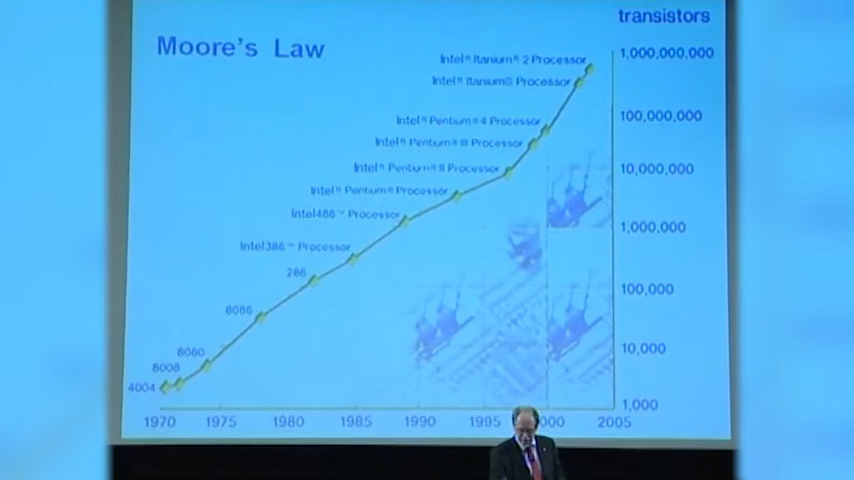 transistors
Moore's Law
1,000,000,000
Intel® Itanium® 2 Processor
Intel® Itanium® Processor
100,000,000
Intel® Pentium® 4 Processor
Intel® Pentium® III Processor
10,000,000
Intel® Pentium® II Processor
Intel® Pentium® Processor
Intel486™ Processor
1,000,000
Intel386™ Processor
286
100,000
8086
10,000
8080
8008
4004
1,000
1970 1975 1980 1985 1990 1995 2000 2005